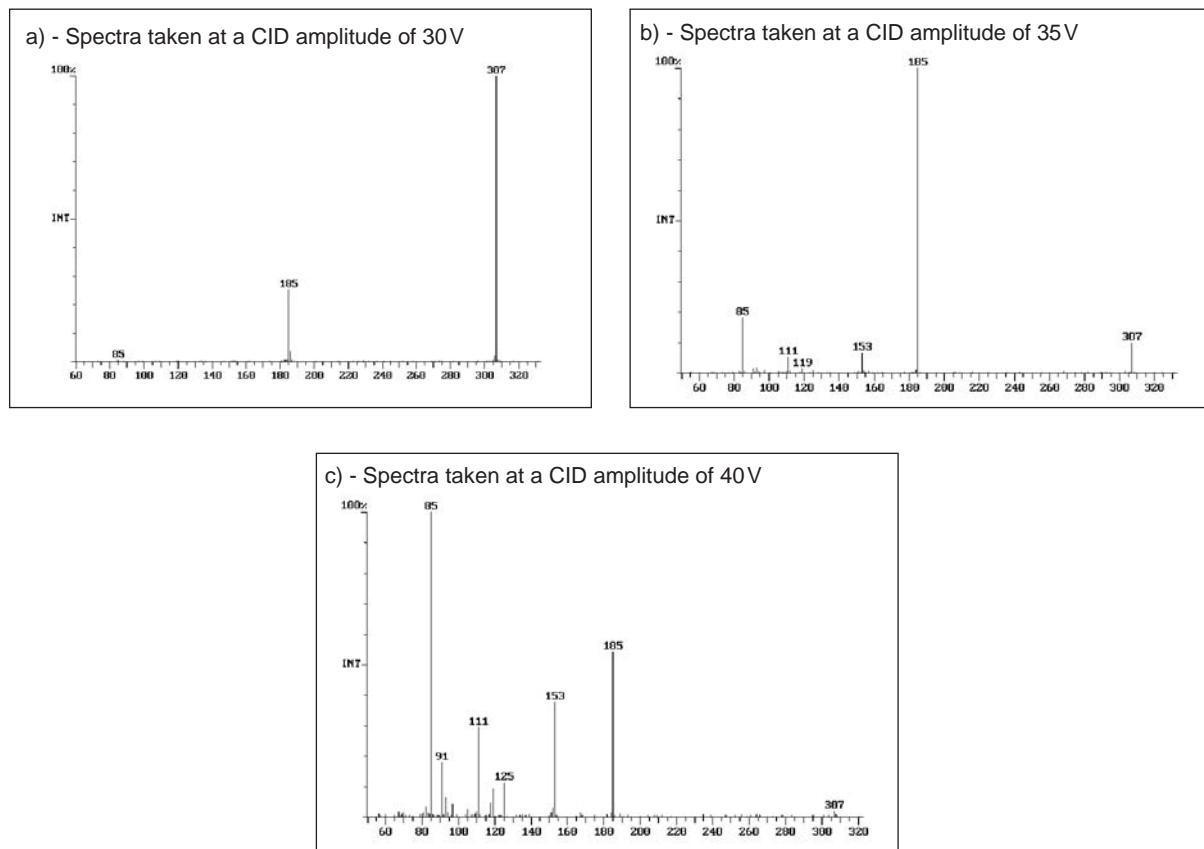 a) - Spectra taken at a CID amplitude of 30 V
100%
307
INT
185
85
60 80 100 120 140 160 180 200 220 240 260 280 300 320
b) - Spectra taken at a CID amplitude of 35 V
100%
185
INT
85
307
153
111
119
60 80 100 120 140 160 180 200 220 240 260 280 300 320
c) - Spectra taken at a CID amplitude of 40 V
100%
85
185
INT
153
111
91
125
307
60 80 100 120 140 160 180 200 220 240 260 280 300 320